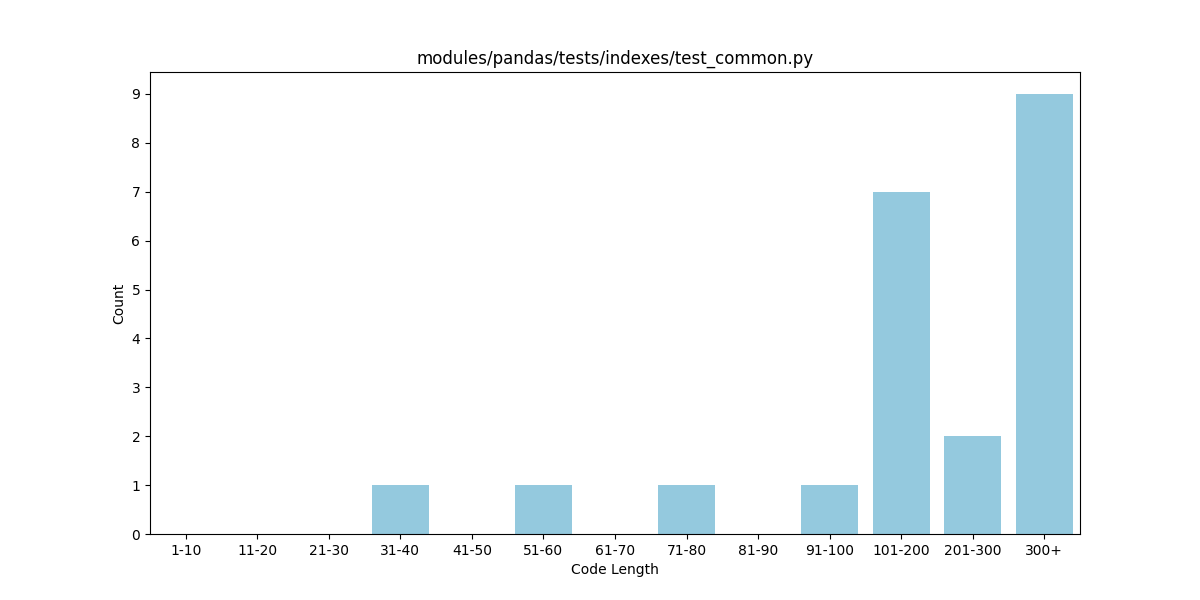 modules/pandas/tests/indexes/test_common.py
9
8
7
6
5
4
3
2
1
0
Count
1-10 11-20 21-30 31-40 41-50 51-60 61-70 71-80 81-90 91-100 101-200 201-300 300+
Code Length